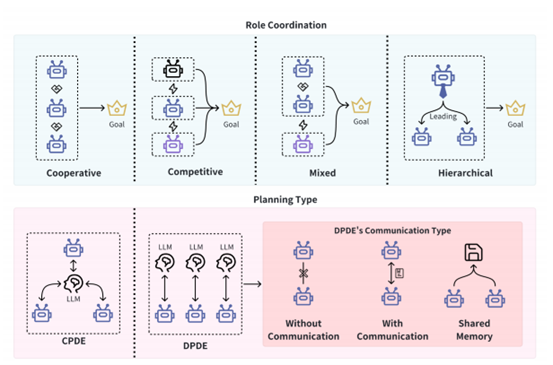 Role Coordination
Goal
Goal
Goal
Leading
Goal
Cooperative
Competitive
Mixed
Hierarchical
Planning Type
LLM
CPDE
LLM LLM LLM
DPDE
DPDE's Communication Type
Without
Communication
With
Communication
Shared
Memory